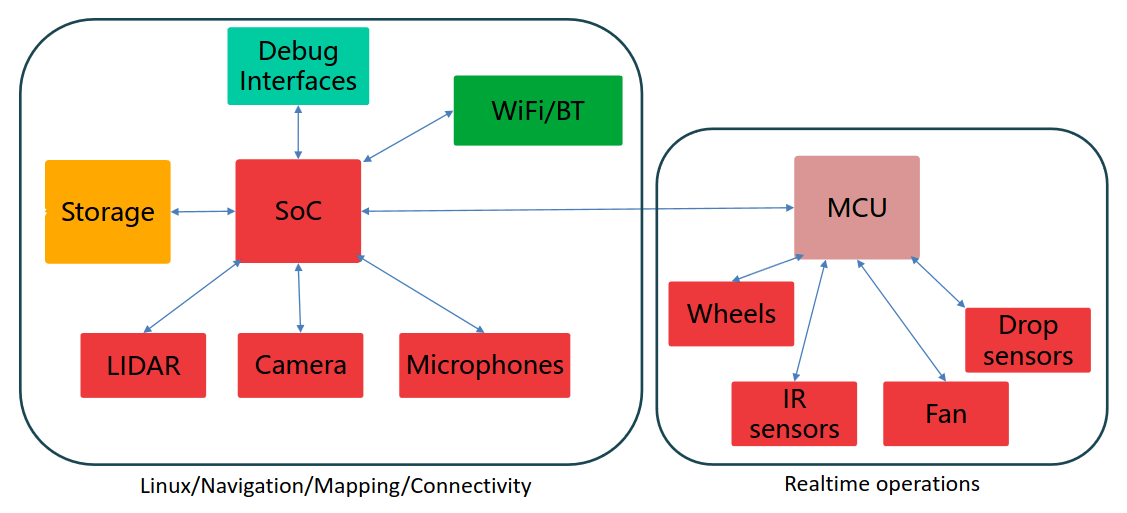 Debug
Interfaces
WiFi/BT
Storage
SoC
MCU
Wheels
Drop
sensors
LIDAR
Camera
Microphones
IR
sensors
Fan
Linux/Navigation/Mapping/Connectivity
Realtime operations